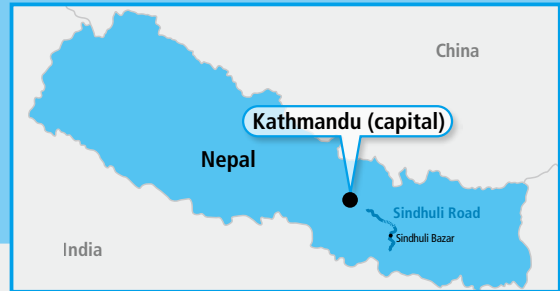 China
Kathmandu (capital)
Nepal
Sindhuli Road
Sindhuli Bazar
India